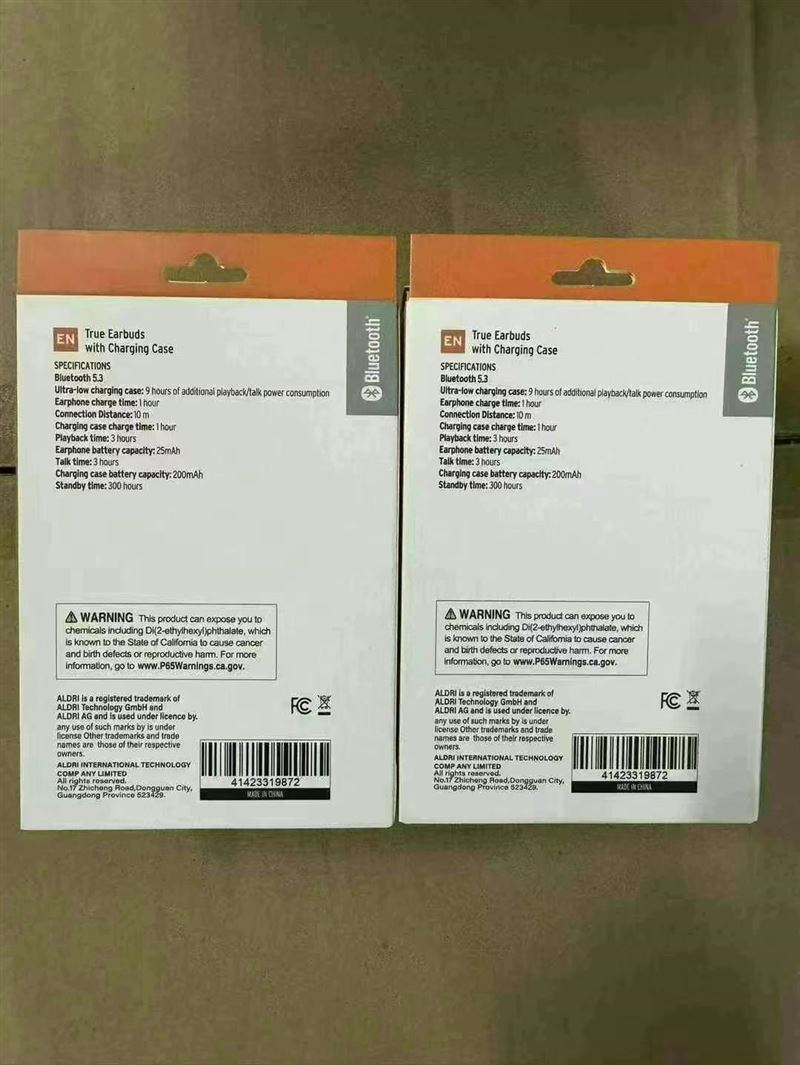 EN
True Earbuds
with Charging Case
Bluetooth®
SPECIFICATIONS
Bluetooth 5.3
Ultra-low charging case: 9 hours of additional playback/talk power consumption
Earphone charge time: 1 hour
Connection Distance: 10 m
Charging case charge time: 1 hour
Playback time: 3 hours
Earphone battery capacity: 25mAh
Talk time: 3 hours
Charging case battery capacity: 200mAh
Standby time: 300 hours
⚠ WARNING This product can expose you to
chemicals including Di(2-ethylhexyl)phthalate, which
is known to the State of California to cause cancer
and birth defects or reproductive harm. For more
information, go to www.P65Warnings.ca.gov.
ALDRI is a registered trademark of
ALDRI Technology GmbH and
ALDRI AG and is used under licence by.
any use of such marks by is under
license Other trademarks and trade
names are those of their respective
owners.
ALDRI INTERNATIONAL TECHNOLOGY
COMP ANY LIMITED
All rights reserved.
No.17 Zhicheng Road,Dongguan City,
Guangdong Province 523429.
FC
41423319872
MADE IN CHINA
EN
True Earbuds
with Charging Case
Bluetooth®
SPECIFICATIONS
Bluetooth 5.3
Ultra-low charging case: 9 hours of additional playback/talk power consumption
Earphone charge time: 1 hour
Connection Distance: 10 m
Charging case charge time: 1 hour
Playback time: 3 hours
Earphone battery capacity: 25mAh
Talk time: 3 hours
Charging case battery capacity: 200mAh
Standby time: 300 hours
⚠ WARNING This product can expose you to
chemicals including Di(2-ethylhexyl)phthalate, which
is known to the State of California to cause cancer
and birth defects or reproductive harm. For more
information, go to www.P65Warnings.ca.gov.
ALDRI is a registered trademark of
ALDRI Technology GmbH and
ALDRI AG and is used under licence by.
any use of such marks by is under
license Other trademarks and trade
names are those of their respective
owners.
ALDRI INTERNATIONAL TECHNOLOGY
COMP ANY LIMITED
All rights reserved.
No.17 Zhicheng Road,Dongguan City,
Guangdong Province 523429.
FC
41423319872
MADE IN CHINA